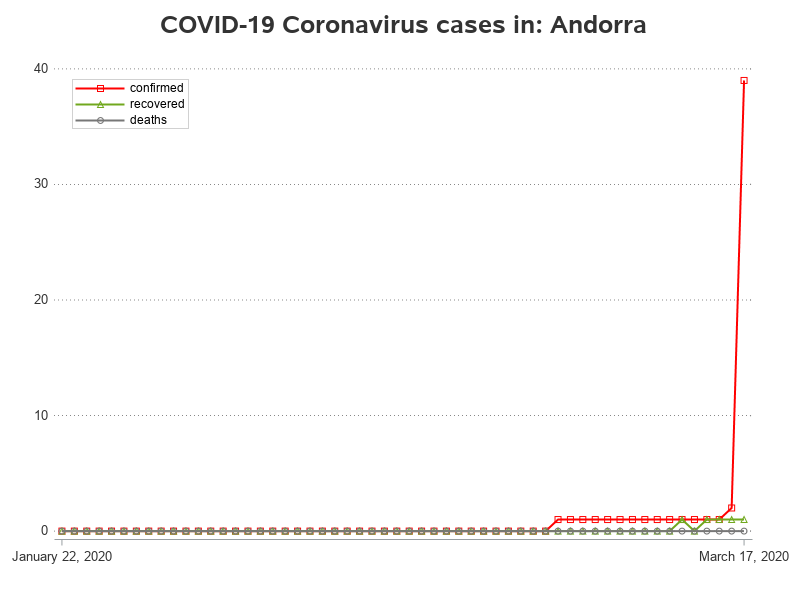 COVID-19 Coronavirus cases in: Andorra
40
confirmed
recovered
deaths
30
20
10
0
January 22, 2020
March 17, 2020